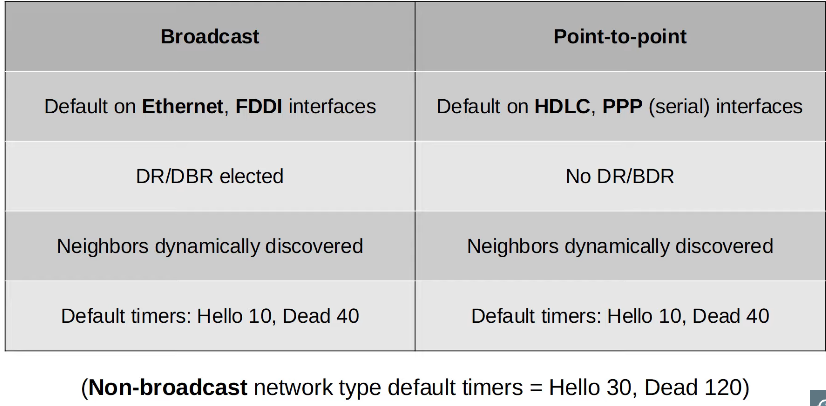 Broadcast
Point-to-point
Default on Ethernet, FDDI interfaces
Default on HDLC, PPP (serial) interfaces
DR/DBR elected
No DR/BDR
Neighbors dynamically discovered
Neighbors dynamically discovered
Default timers: Hello 10, Dead 40
Default timers: Hello 10, Dead 40
(Non-broadcast network type default timers = Hello 30, Dead 120)